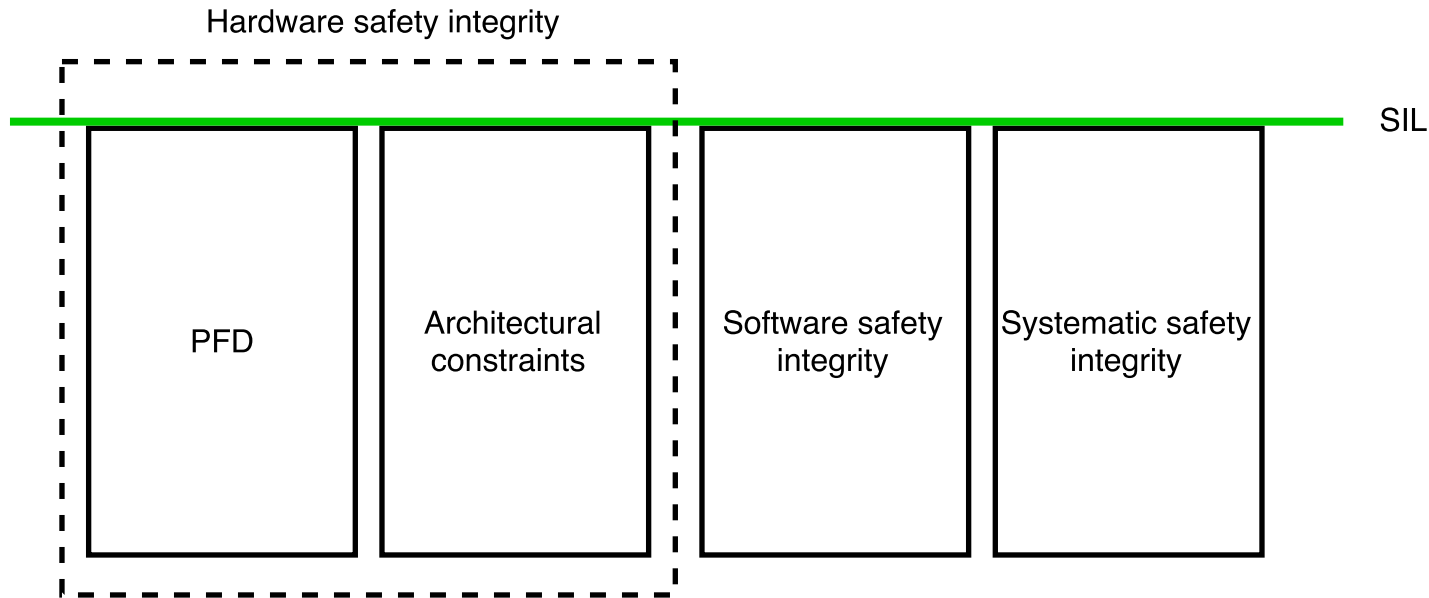 Hardware safety integrity
SIL
PFD
Architectural
constraints
Software safety
integrity
Systematic safety
integrity